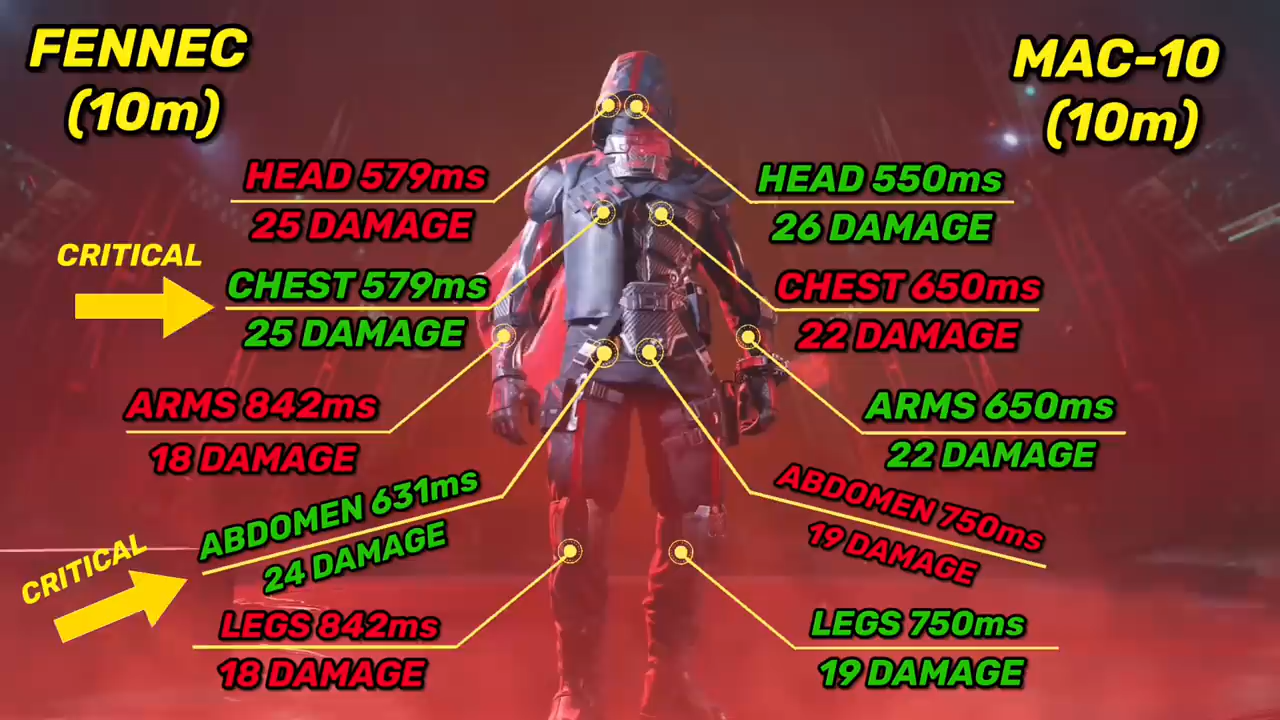 FENNEC
(10m)
HEAD 579ms
25 DAMAGE
CRITICAL
CHEST 579ms
25 DAMAGE
ARMS 842ms
18 DAMAGE
ABDOMEN 631ms
24 DAMAGE
CRITICAL
LEGS 842ms
18 DAMAGE
MAC-10
(10m)
HEAD 550ms
26 DAMAGE
CHEST 650ms
22 DAMAGE
ARMS 650ms
22 DAMAGE
ABDOMEN 750ms
19 DAMAGE
LEGS 750ms
19 DAMAGE